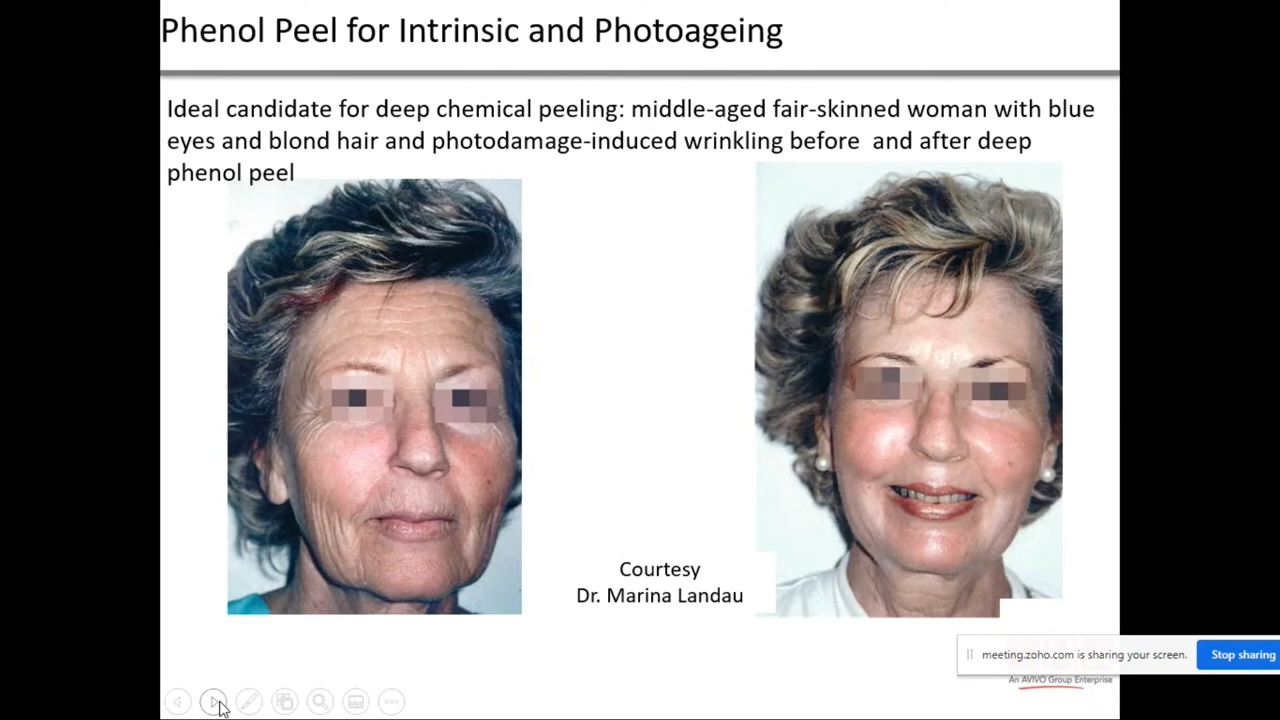 Phenol Peel for Intrinsic and Photoageing
Ideal candidate for deep chemical peeling: middle-aged fair-skinned woman with blue
eyes and blond hair and photodamage-induced wrinkling before and after deep
phenol peel
Courtesy
Dr. Marina Landau
meeting.zoho.com is sharing your screen.
Stop sharing
An AVIVO Group Enterprise